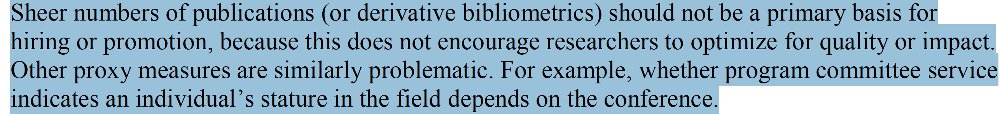 Sheer numbers of publications (or derivative bibliometrics) should not be a primary basis for
hiring or promotion, because this does not encourage researchers to optimize for quality or impact.
Other proxy measures are similarly problematic. For example, whether program committee service
indicates an individual’s stature in the field depends on the conference.